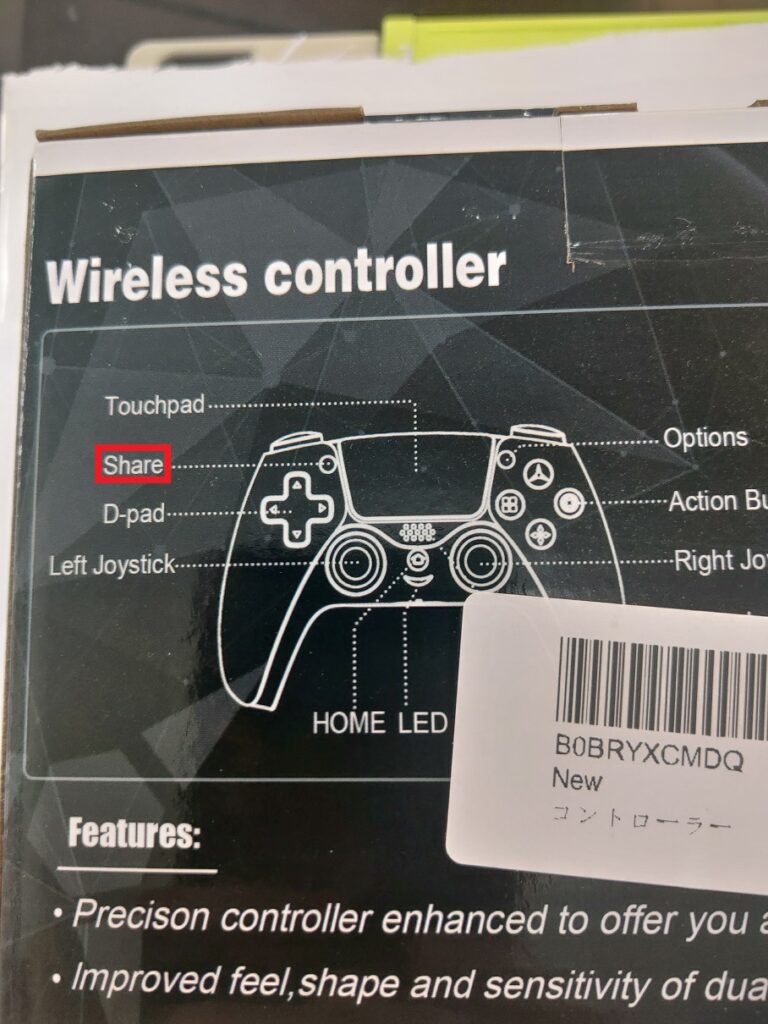 Wireless controller
Touchpad
Share
Options
D-pad
Action Bu
Left Joystick
Right Joy
HOME LED
B0BRYXCMDQ
New
コントローラー
Features:
• Precison controller enhanced to offer you a
• Improved feel,shape and sensitivity of dua